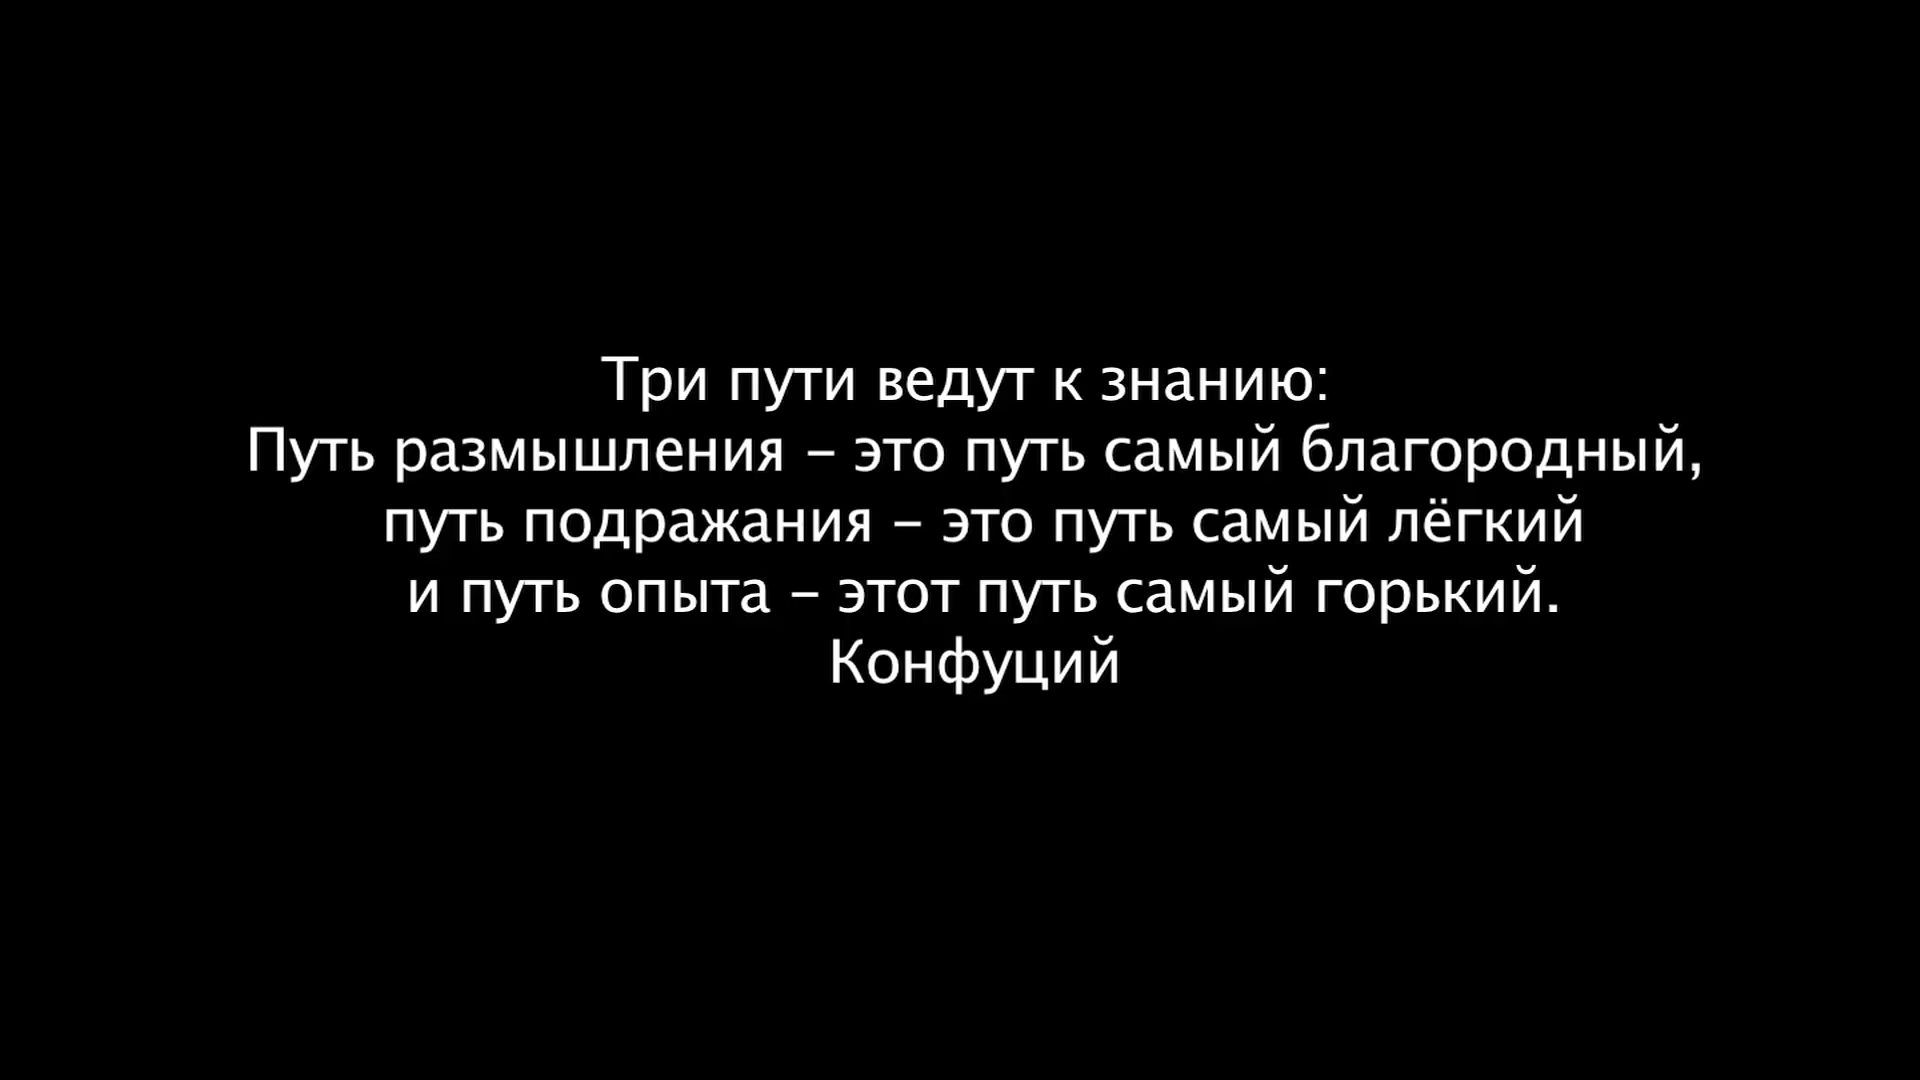 Три пути ведут к знанию:
Путь размышления – это путь самый благородный,
путь подражания – это путь самый лёгкий
и путь опыта – этот путь самый горький.
Конфуций